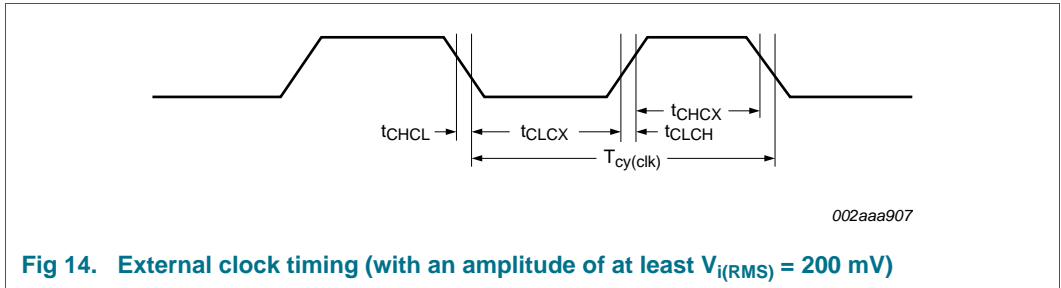 tCHCX
tCHCL tCLCX tCLCH
Tcy(clk)
002aaa907
Fig 14. External clock timing (with an amplitude of at least Vi(RMS) = 200 mV)